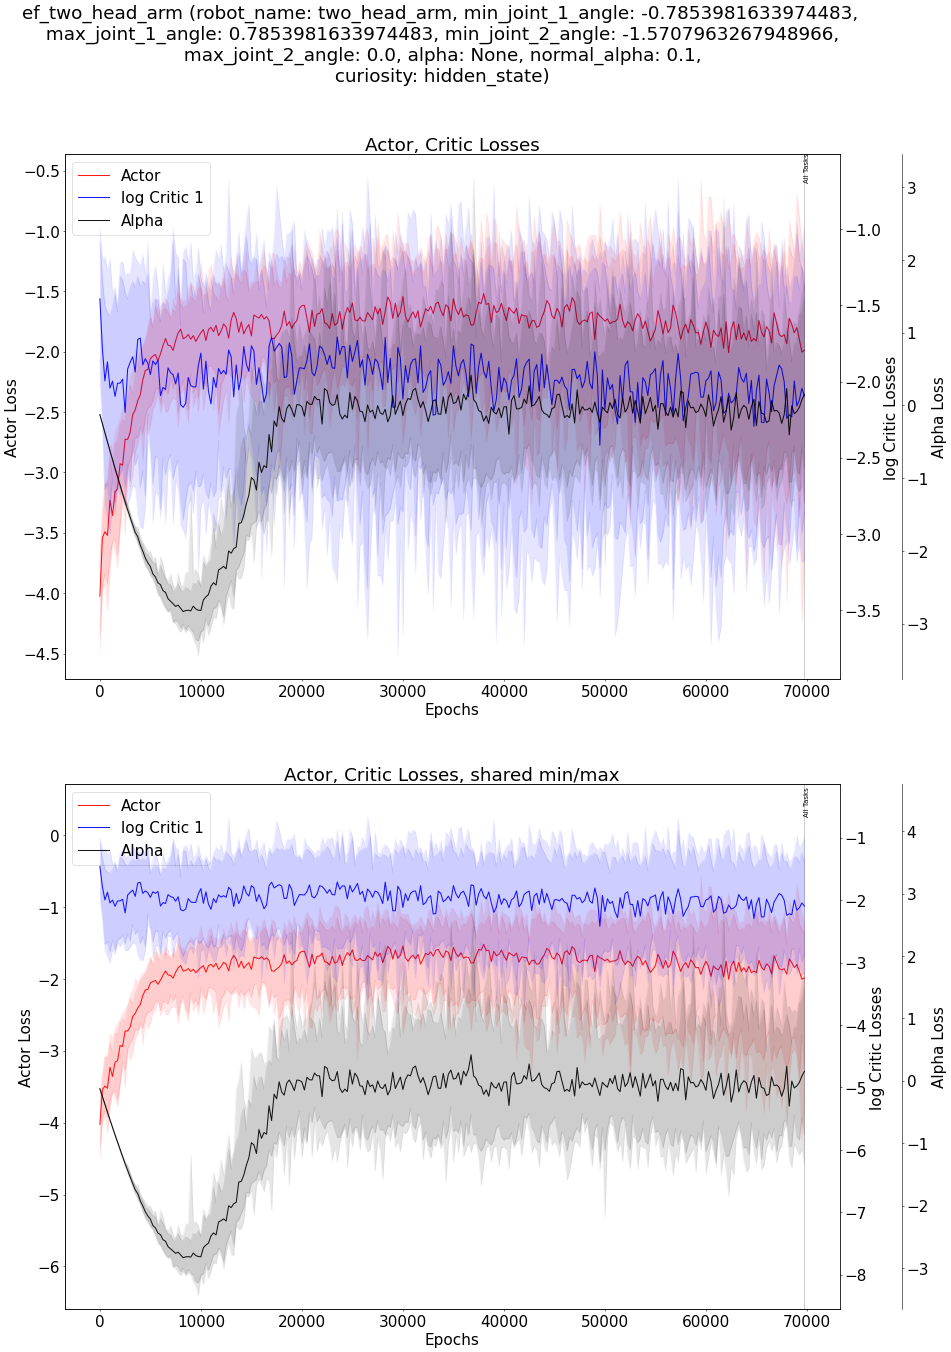 ef_two_head_arm (robot_name: two_head_arm, min_joint_1_angle: -0.7853981633974483,
max_joint_1_angle: 0.7853981633974483, min_joint_2_angle: -1.5707963267948966,
max_joint_2_angle: 0.0, alpha: None, normal_alpha: 0.1,
curiosity: hidden_state)
Actor, Critic Losses
Actor
log Critic 1
Alpha
All Tasks
−0.5
−1.0
−1.5
−2.0
−2.5
−3.0
−3.5
−4.0
−4.5
Actor Loss
−1.0
−1.5
−2.0
−2.5
−3.0
−3.5
log Critic Losses
3
2
1
0
−1
−2
−3
Alpha Loss
0 10000 20000 30000 40000 50000 60000 70000
Epochs
Actor, Critic Losses, shared min/max
Actor
log Critic 1
Alpha
All Tasks
0
−1
−2
−3
−4
−5
−6
Actor Loss
−1
−2
−3
−4
−5
−6
−7
−8
log Critic Losses
4
3
2
1
0
−1
−2
−3
Alpha Loss
0 10000 20000 30000 40000 50000 60000 70000
Epochs